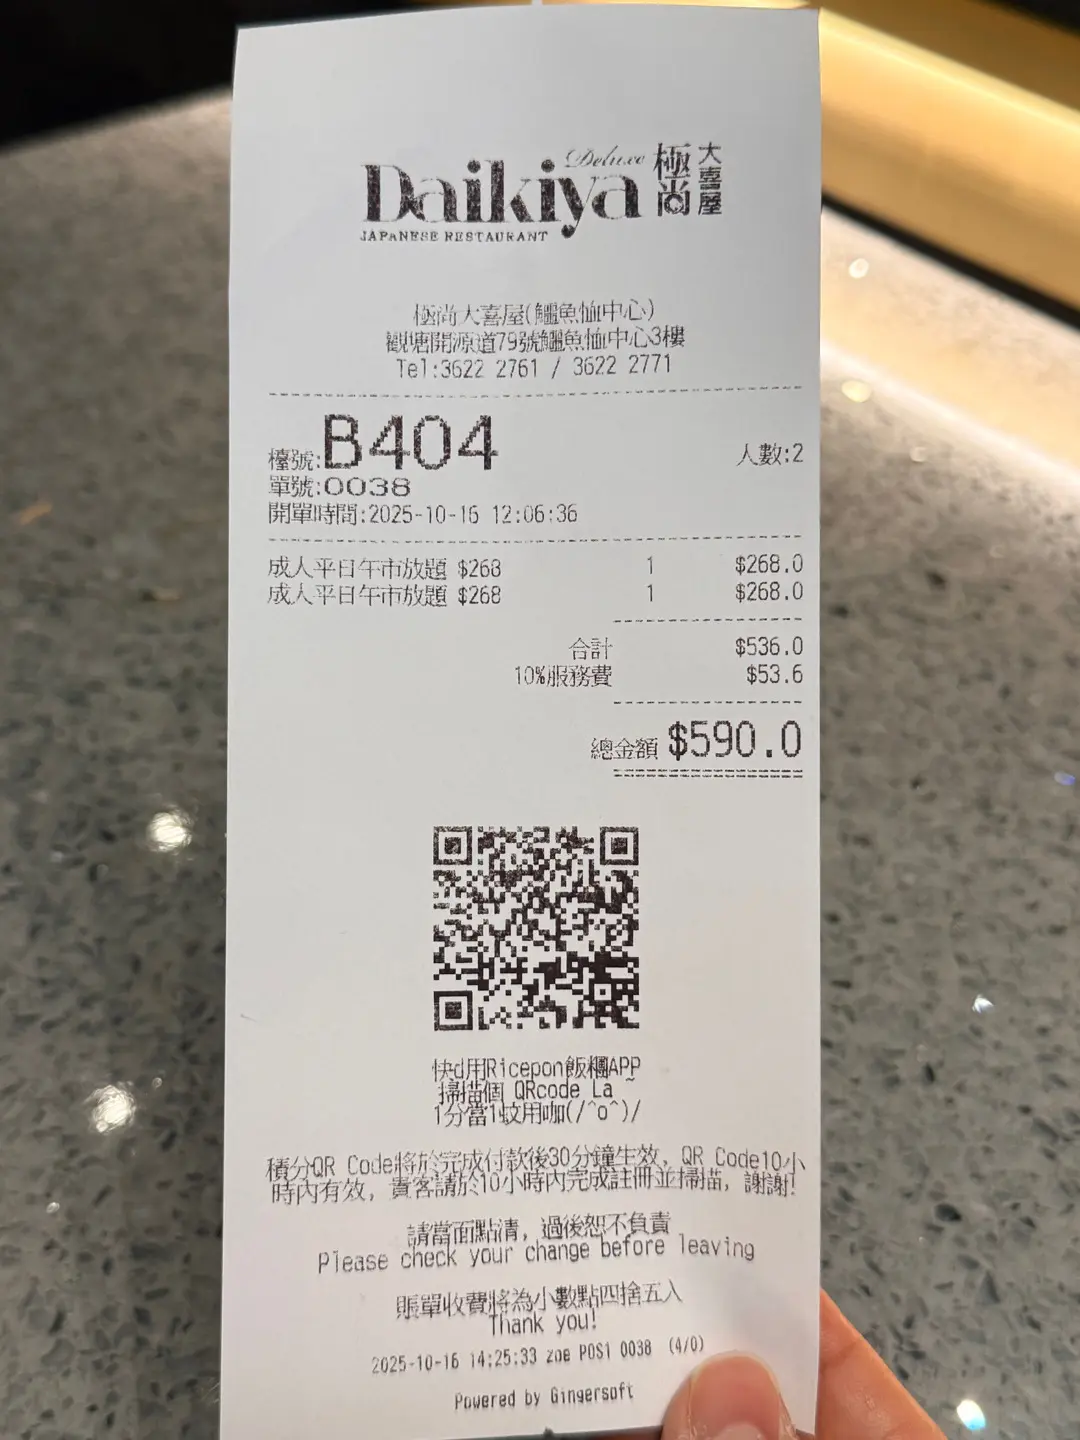 Deluxe
Daikiya 極尚 大喜屋
JAPANESE RESTAURANT
極尚大喜屋(鱷魚恤中心)
觀塘開源道79號鱷魚恤中心3樓
Tel:3622 2761 / 3622 2771
檯號:B404 人數:2
單號:0038
開單時間:2025-10-16 12:06:36
成人平日午市放題 $268 1 $268.0
成人平日午市放題 $268 1 $268.0
合計 $536.0
10%服務費 $53.6
總金額 $590.0
快d用Ricepon飯糰APP
掃描個 QRcode La ~
1分當1蚊用咖(/^o^)/
積分QR Code將於完成付款後30分鐘生效, QR Code10小
時內有效, 貴客請於10小時內完成註冊並掃描, 謝謝!
請當面點清, 過後恕不負責
Please check your change before leaving
賬單收費將為小數點四捨五入
Thank you!
2025-10-16 14:25:33 zoe POS1 0038 (4/0)
Powered by Gingersoft